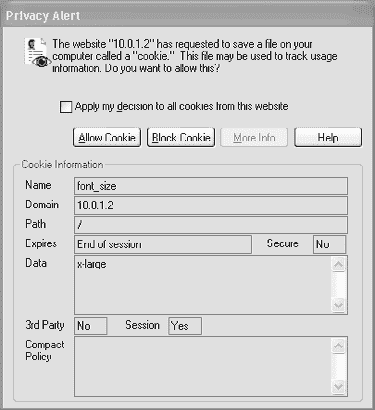 Privacy Alert
The website "10.0.1.2" has requested to save a file on your
computer called a "cookie." This file may be used to track usage
information. Do you want to allow this?
Apply my decision to all cookies from this website
Allow Cookie Block Cookie More Info Help
Cookie Information
Name font_size
Domain 10.0.1.2
Path /
Expires End of session Secure No
Data x-large
3rd Party No Session Yes
Compact
Policy